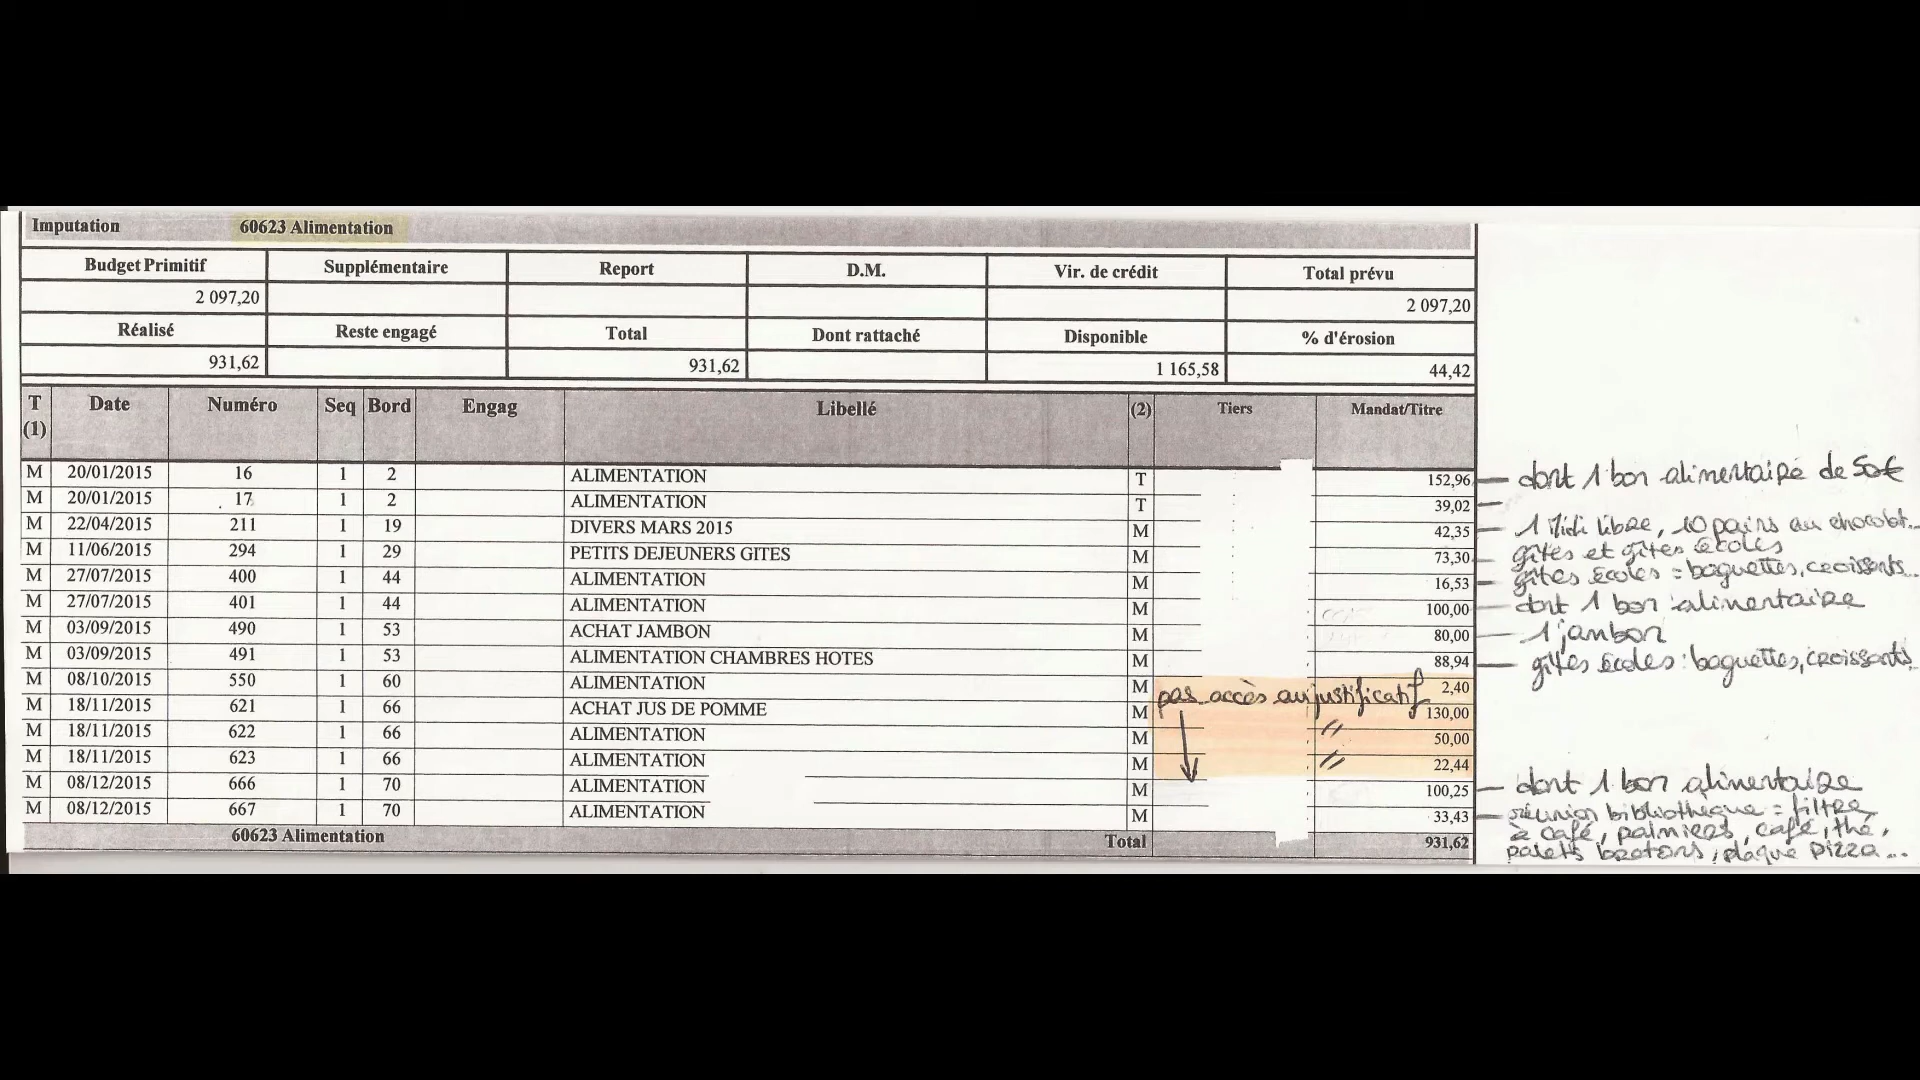 Imputation 60623 Alimentation
Budget Primitif Supplémentaire Report D.M. Vir. de crédit Total prévu
2 097,20 2 097,20
Réalisé Reste engagé Total Dont rattaché Disponible % d'érosion
931,62 931,62 1 165,58 44,42
T (1) Date Numéro Seq Bord Engag Libellé (2) Tiers Mandat/Titre
M 20/01/2015 16 1 2 ALIMENTATION T 152,96 dont 1 bon alimentaire de 50€
M 20/01/2015 17 1 2 ALIMENTATION T 39,02
M 22/04/2015 211 1 19 DIVERS MARS 2015 M 42,35 1 Midi libre, 10 pains au chocolat...
M 11/06/2015 294 1 29 PETITS DEJEUNERS GITES M 73,30 gîtes et gîtes écoles
M 27/07/2015 400 1 44 ALIMENTATION M 16,53 gîtes écoles = baguettes, croissants...
M 27/07/2015 401 1 44 ALIMENTATION M 100,00 dont 1 bon alimentaire
M 03/09/2015 490 1 53 ACHAT JAMBON M 80,00 1 jambon
M 03/09/2015 491 1 53 ALIMENTATION CHAMBRES HOTES M 88,94 gîtes écoles : baguettes, croissants...
M 08/10/2015 550 1 60 ALIMENTATION M pas accès au justificatif 2,40
M 18/11/2015 621 1 66 ACHAT JUS DE POMME M 130,00
M 18/11/2015 622 1 66 ALIMENTATION M " 50,00
M 18/11/2015 623 1 66 ALIMENTATION M " 22,44
M 08/12/2015 666 1 70 ALIMENTATION M 100,25 dont 1 bon alimentaire
M 08/12/2015 667 1 70 ALIMENTATION M 33,43 réunion bibliothèque = filtre
à café, palmiers, café, thé,
60623 Alimentation Total 931,62 palets bretons, plaque pizza...